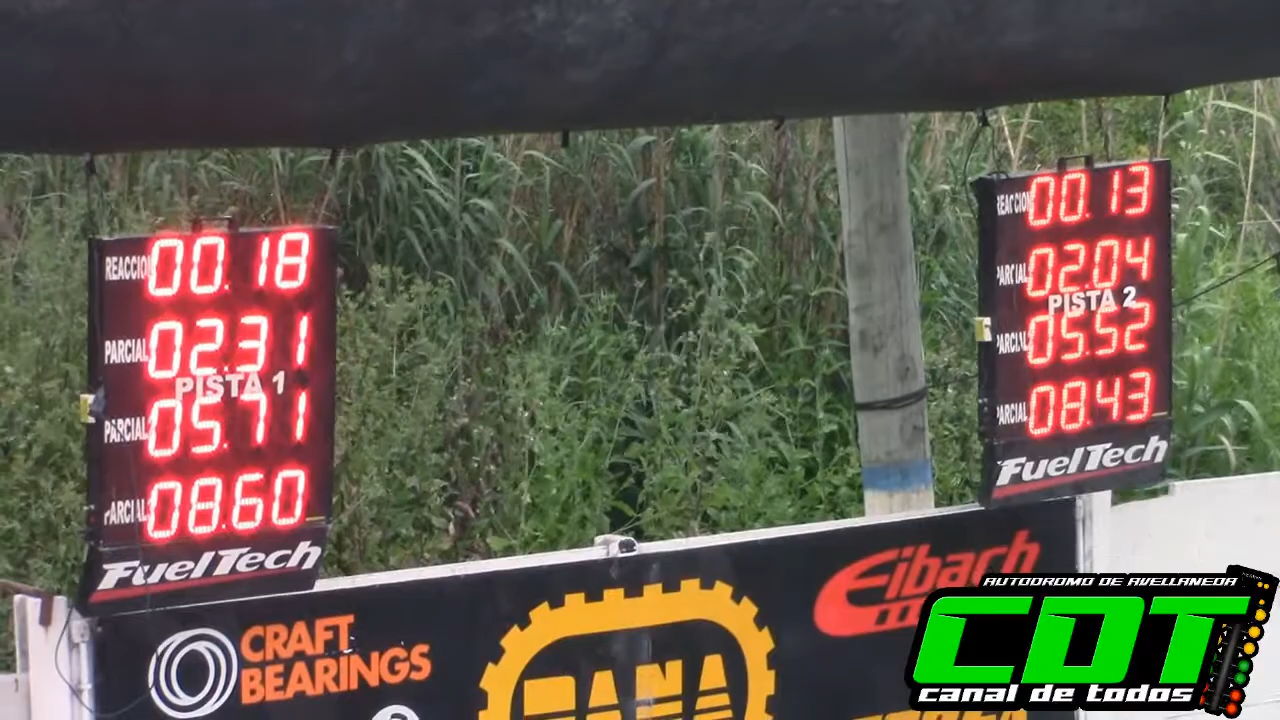 REACCION 00.18
PARCIAL 02.31
PISTA 1
PARCIAL 05.71
PARCIAL 08.60
FuelTech
REACCION 00.13
PARCIAL 02.04
PISTA 2
PARCIAL 05.52
PARCIAL 08.43
FuelTech
CRAFT
BEARINGS
DANA
Eibach
AUTODROMO DE AVELLANEDA
CDT
canal de todos